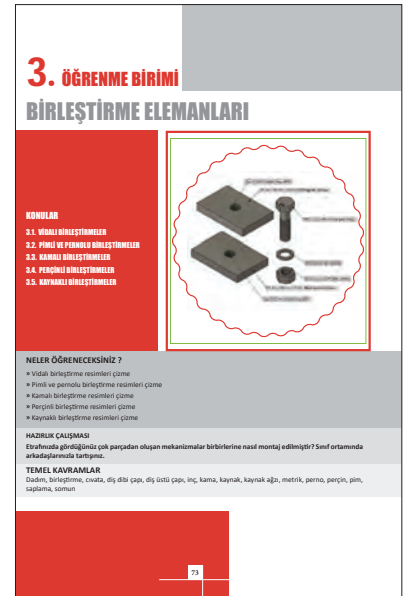 3. ÖĞRENME BİRİMİ
BİRLEŞTİRME ELEMANLARI
KONULAR
3.1. VİDALI BİRLEŞTİRMELER
3.2. PİMLİ VE PERNOLU BİRLEŞTİRMELER
3.3. KAMALI BİRLEŞTİRMELER
3.4. PERÇİNLİ BİRLEŞTİRMELER
3.5. KAYNAKLI BİRLEŞTİRMELER
NELER ÖĞRENECEKSİNİZ ?
» Vidalı birleştirme resimleri çizme
» Pimli ve pernolu birleştirme resimleri çizme
» Kamalı birleştirme resimleri çizme
» Perçinli birleştirme resimleri çizme
» Kaynaklı birleştirme resimleri çizme
HAZIRLIK ÇALIŞMASI
Etrafınızda gördüğünüz çok parçadan oluşan mekanizmalar birbirlerine nasıl montaj edilmiştir? Sınıf ortamında
arkadaşlarınızla tartışınız.
TEMEL KAVRAMLAR
Dadım, birleştirme, cıvata, diş dibi çapı, diş üstü çapı, inç, kama, kaynak, kaynak ağzı, metrik, perno, perçin, pim,
saplama, somun
73